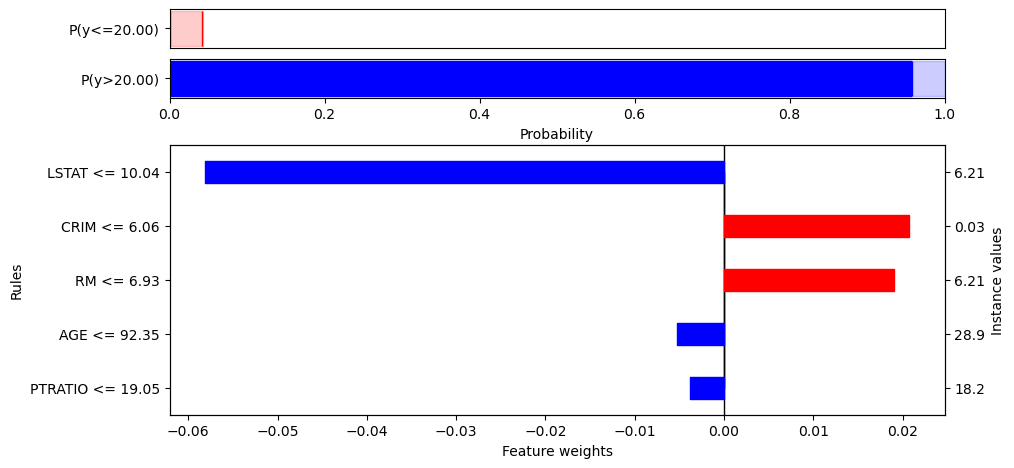 P(y<=20.00)
P(y>20.00)
0.0 0.2 0.4 0.6 0.8 1.0
Probability
LSTAT <= 10.04 6.21
CRIM <= 6.06 0.03
RM <= 6.93 6.21
AGE <= 92.35 28.9
PTRATIO <= 19.05 18.2
Rules
Instance values
−0.06 −0.05 −0.04 −0.03 −0.02 −0.01 0.00 0.01 0.02
Feature weights